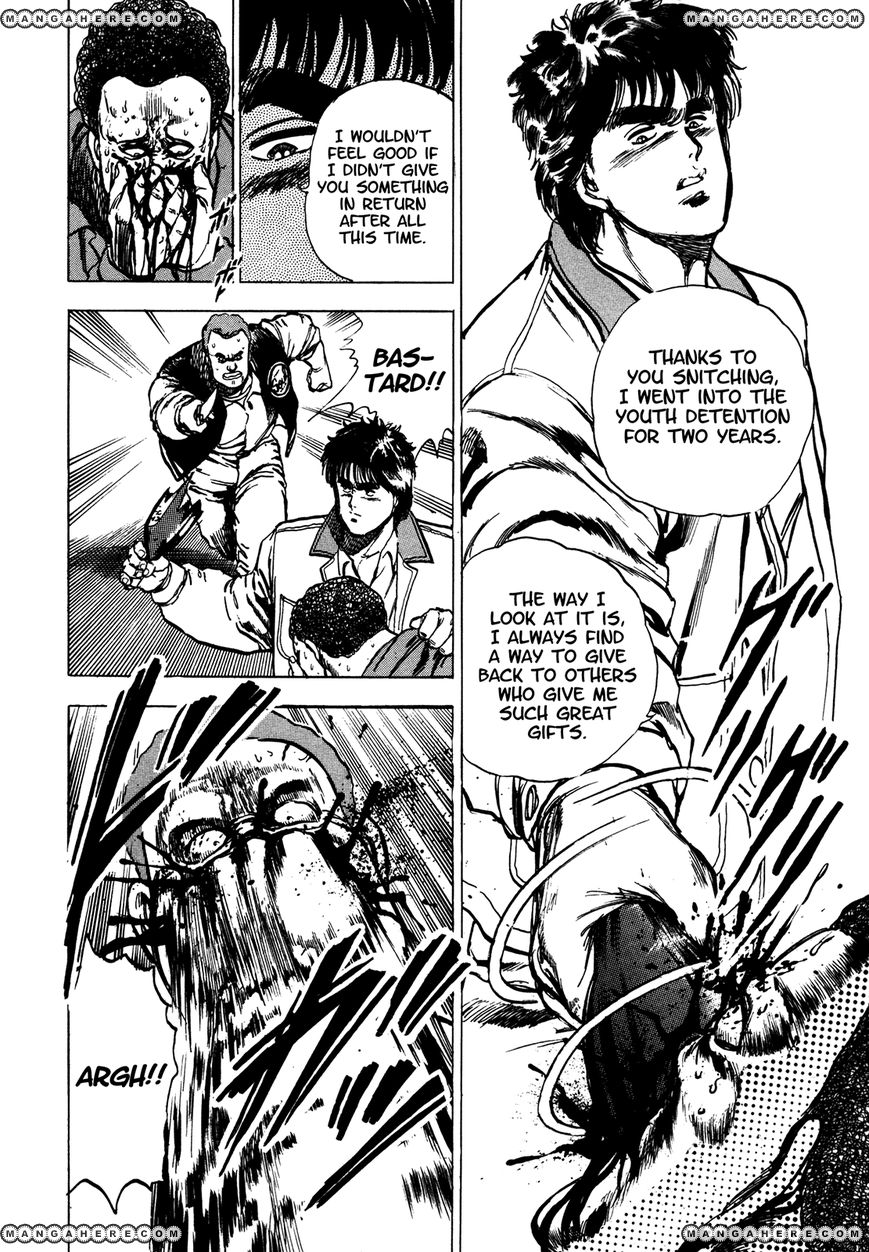 MANGAHERE.COM
MANGAHERE.COM
THANKS TO
YOU SNITCHING,
I WENT INTO THE
YOUTH DETENTION
FOR TWO YEARS.
THE WAY I
LOOK AT IT IS,
I ALWAYS FIND
A WAY TO GIVE
BACK TO OTHERS
WHO GIVE ME
SUCH GREAT
GIFTS.
I WOULDN'T
FEEL GOOD IF
I DIDN'T GIVE
YOU SOMETHING
IN RETURN
AFTER ALL
THIS TIME.
BAS-
TARD!!
ARGH!!
MANGAHERE.COM
MANGAHERE.COM